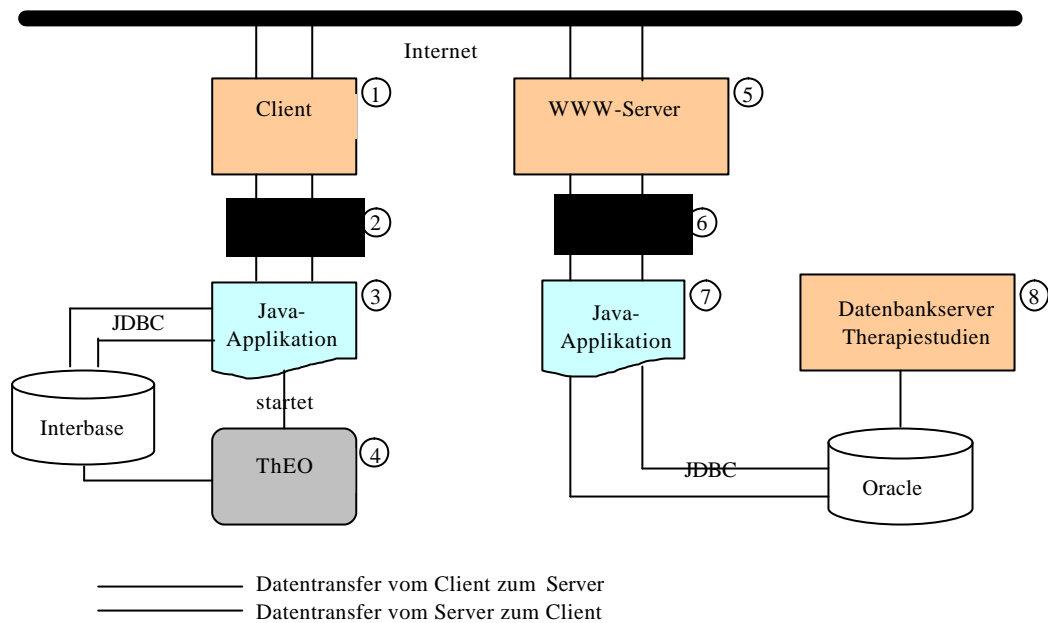 Internet
Client
1
WWW-Server
5
2
6
Java-
Applikation
3
JDBC
Java-
Applikation
7
Datenbankserver
Therapiestudien
8
Interbase
startet
ThEO
4
JDBC
Oracle
Datentransfer vom Client zum Server
Datentransfer vom Server zum Client